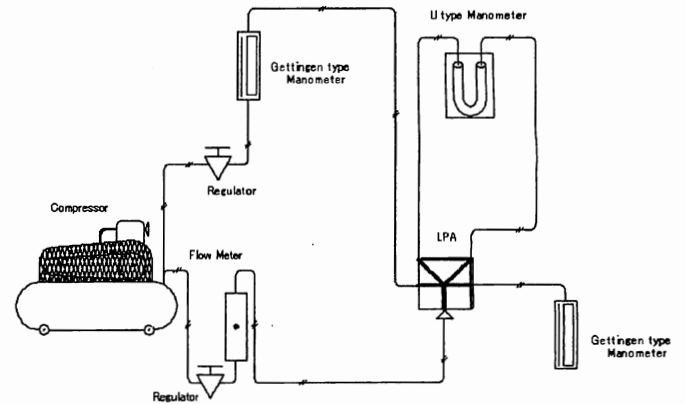 U type Manometer
Gettingen type
Manometer
Regulator
Compressor
LPA
Flow Meter
Gettingen type
Manometer
Regulator